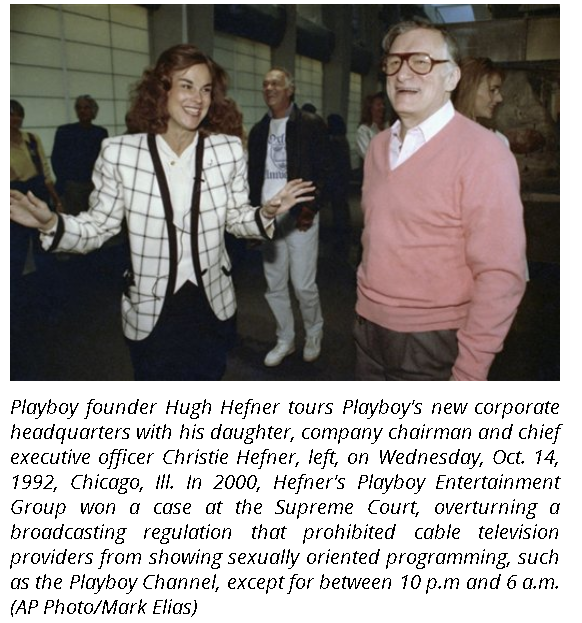 Playboy founder Hugh Hefner tours Playboy's new corporate
headquarters with his daughter, company chairman and chief
executive officer Christie Hefner, left, on Wednesday, Oct. 14,
1992, Chicago, Ill. In 2000, Hefner's Playboy Entertainment
Group won a case at the Supreme Court, overturning a
broadcasting regulation that prohibited cable television
providers from showing sexually oriented programming, such
as the Playboy Channel, except for between 10 p.m and 6 a.m.
(AP Photo/Mark Elias)